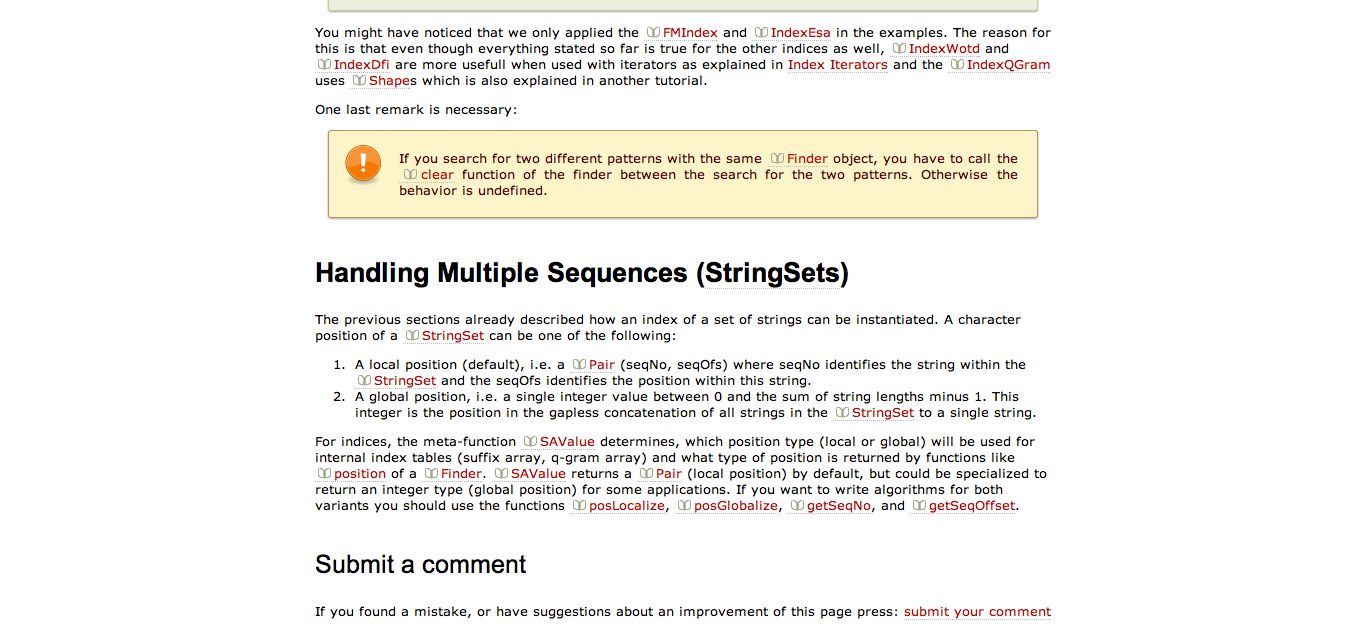 You might have noticed that we only applied the FMIndex and IndexEsa in the examples. The reason for
this is that even though everything stated so far is true for the other indices as well, IndexWotd and
IndexDfi are more usefull when used with iterators as explained in Index Iterators and the IndexQGram
uses Shapes which is also explained in another tutorial.
One last remark is necessary:
If you search for two different patterns with the same Finder object, you have to call the
clear function of the finder between the search for the two patterns. Otherwise the
behavior is undefined.
Handling Multiple Sequences (StringSets)
The previous sections already described how an index of a set of strings can be instantiated. A character
position of a StringSet can be one of the following:
1. A local position (default), i.e. a Pair (seqNo, seqOfs) where seqNo identifies the string within the
StringSet and the seqOfs identifies the position within this string.
2. A global position, i.e. a single integer value between 0 and the sum of string lengths minus 1. This
integer is the position in the gapless concatenation of all strings in the StringSet to a single string.
For indices, the meta-function SAValue determines, which position type (local or global) will be used for
internal index tables (suffix array, q-gram array) and what type of position is returned by functions like
position of a Finder. SAValue returns a Pair (local position) by default, but could be specialized to
return an integer type (global position) for some applications. If you want to write algorithms for both
variants you should use the functions posLocalize, posGlobalize, getSeqNo, and getSeqOffset.
Submit a comment
If you found a mistake, or have suggestions about an improvement of this page press: submit your comment